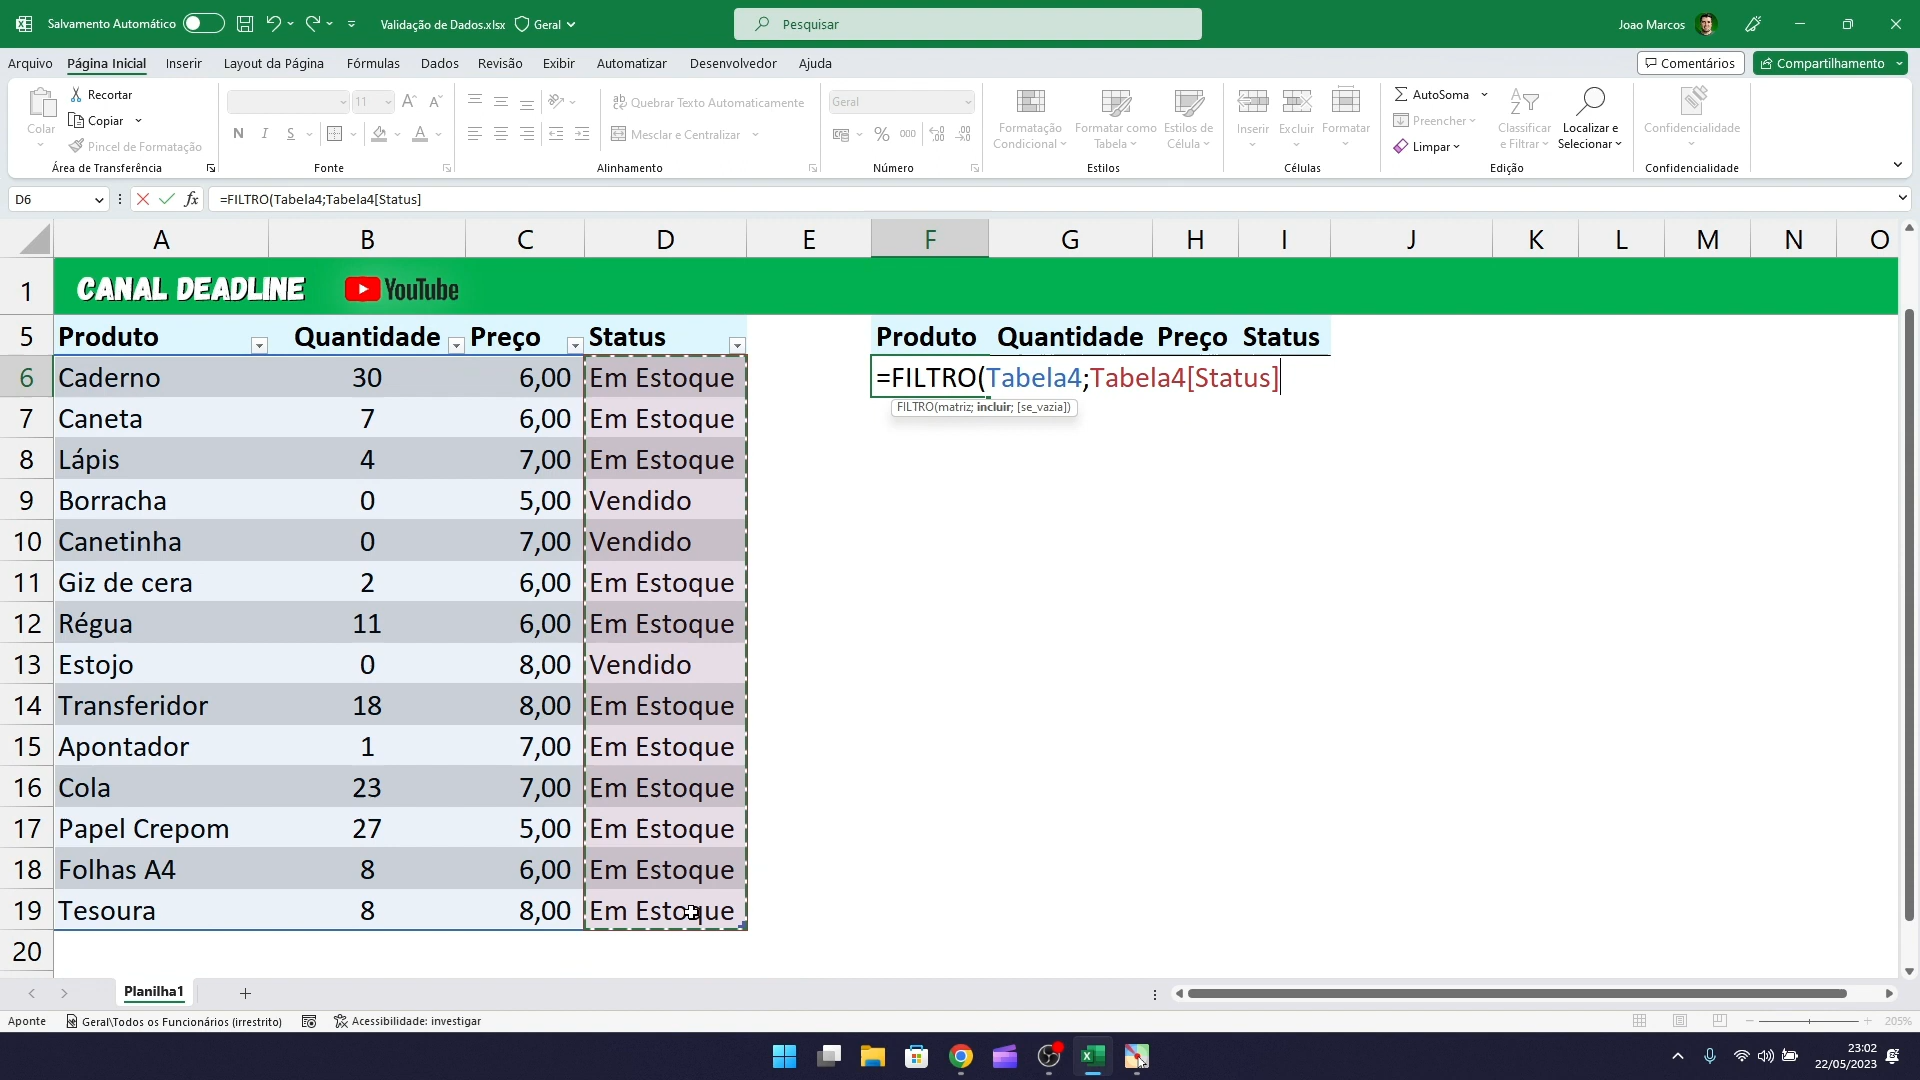 Salvamento Automático
Validação de Dados.xlsx
Geral
Pesquisar
Joao Marcos
Arquivo Página Inicial Inserir Layout da Página Fórmulas Dados Revisão Exibir Automatizar Desenvolvedor Ajuda
Comentários
Compartilhamento
Colar
Recortar
Copiar
Pincel de Formatação
Área de Transferência
11
N I S
Fonte
Quebrar Texto Automaticamente
Mesclar e Centralizar
Alinhamento
Geral
% 000
Número
Formatação Condicional
Formatar como Tabela
Estilos de Célula
Estilos
Inserir Excluir Formatar
Células
AutoSoma
Preencher
Limpar
Classificar e Filtrar
Localizar e Selecionar
Edição
Confidencialidade
Confidencialidade
D6
fx
=FILTRO(Tabela4;Tabela4[Status]
A B C D E F G H I J K L M N O
1 CANAL DEADLINE YouTube
5 Produto Quantidade Preço Status Produto Quantidade Preço Status
6 Caderno 30 6,00 Em Estoque =FILTRO(Tabela4;Tabela4[Status]
FILTRO(matriz; incluir; [se_vazia])
7 Caneta 7 6,00 Em Estoque
8 Lápis 4 7,00 Em Estoque
9 Borracha 0 5,00 Vendido
10 Canetinha 0 7,00 Vendido
11 Giz de cera 2 6,00 Em Estoque
12 Régua 11 6,00 Em Estoque
13 Estojo 0 8,00 Vendido
14 Transferidor 18 8,00 Em Estoque
15 Apontador 1 7,00 Em Estoque
16 Cola 23 7,00 Em Estoque
17 Papel Crepom 27 5,00 Em Estoque
18 Folhas A4 8 6,00 Em Estoque
19 Tesoura 8 8,00 Em Estoque
20
Planilha1
Aponte
Geral\Todos os Funcionários (irrestrito)
Acessibilidade: investigar
205%
23:02
22/05/2023